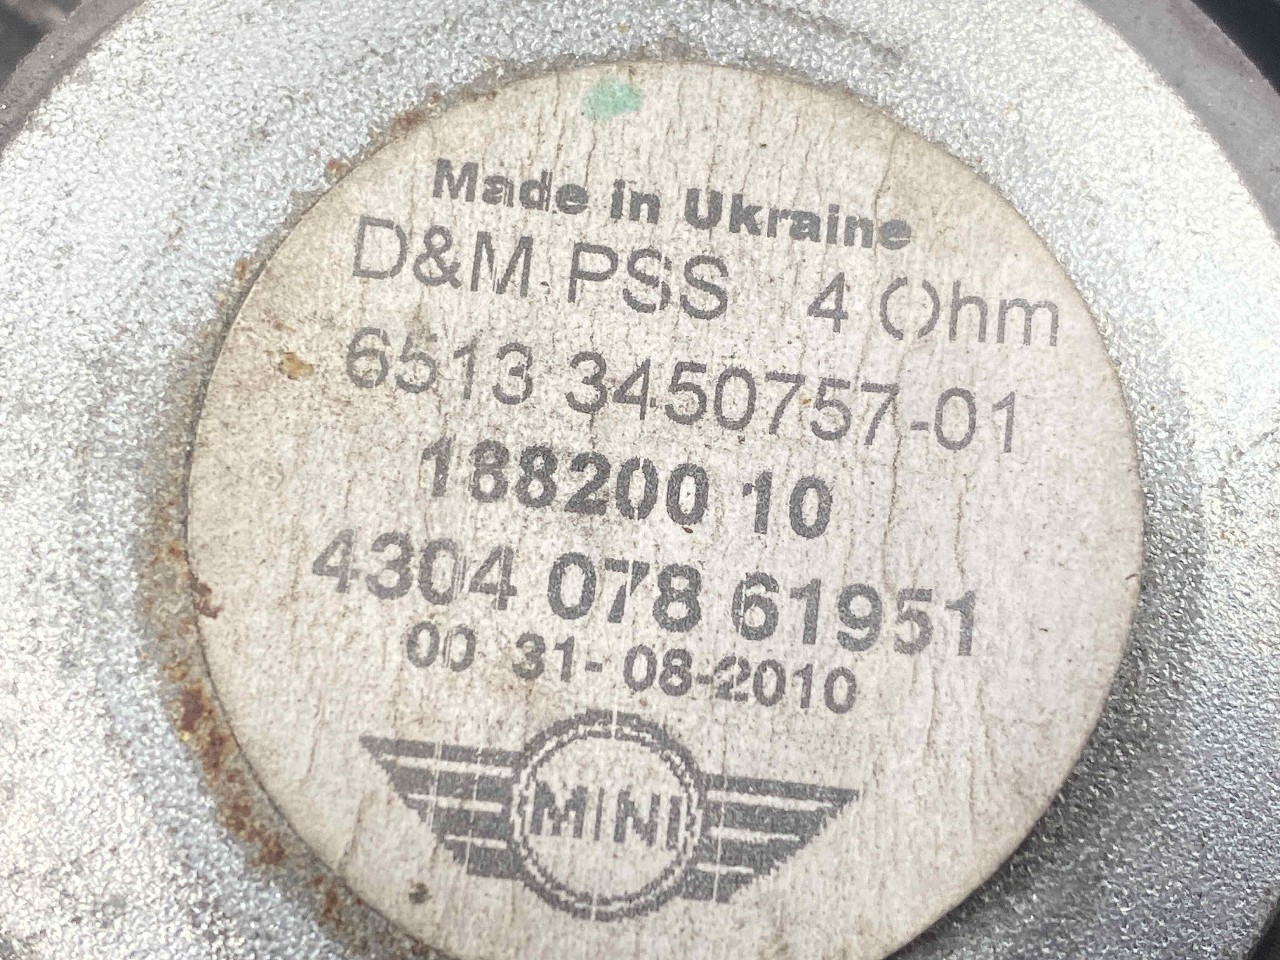 Made in Ukraine
D&M PSS 4 Ohm
6513 3450757-01
188200 10
4304 078 61951
00 31-08-2010
MINI